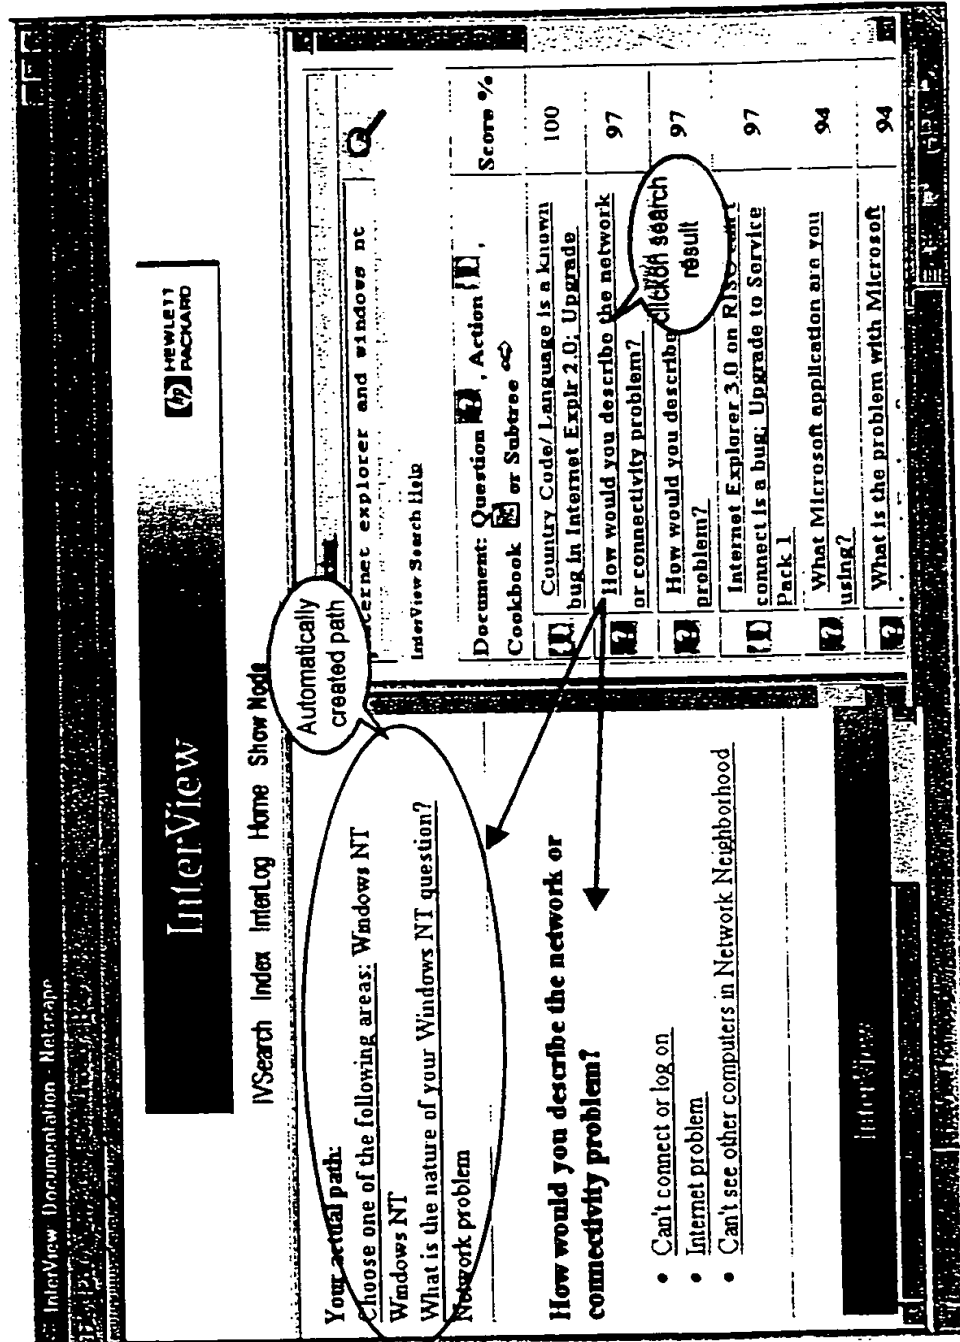 InterView Documentation - Netscape
InterView
hp HEWLETT
PACKARD
IVSearch Index InterLog Home Show Node
Your actual path:
Choose one of the following areas: Windows NT
Windows NT
What is the nature of your Windows NT question?
Network problem
Automatically
created path
How would you describe the network or
connectivity problem?
• Can't connect or log on
• Internet problem
• Can't see other computers in Network Neighborhood
InterView
explorer and windows nt
InterView Search Help
Document: Question ?, Action ,
Cookbook or Subtree
Score %
Country Code/ Language is a known
bug in Internet Explr 2.0; Upgrade
100
How would you describe the network
or connectivity problem?
97
How would you describe
problem?
97
click on search
result
Internet Explorer 3.0 on
connect is a bug; Upgrade to Service
Pack 1
97
What Microsoft application are you
using?
94
What is the problem with Microsoft
94